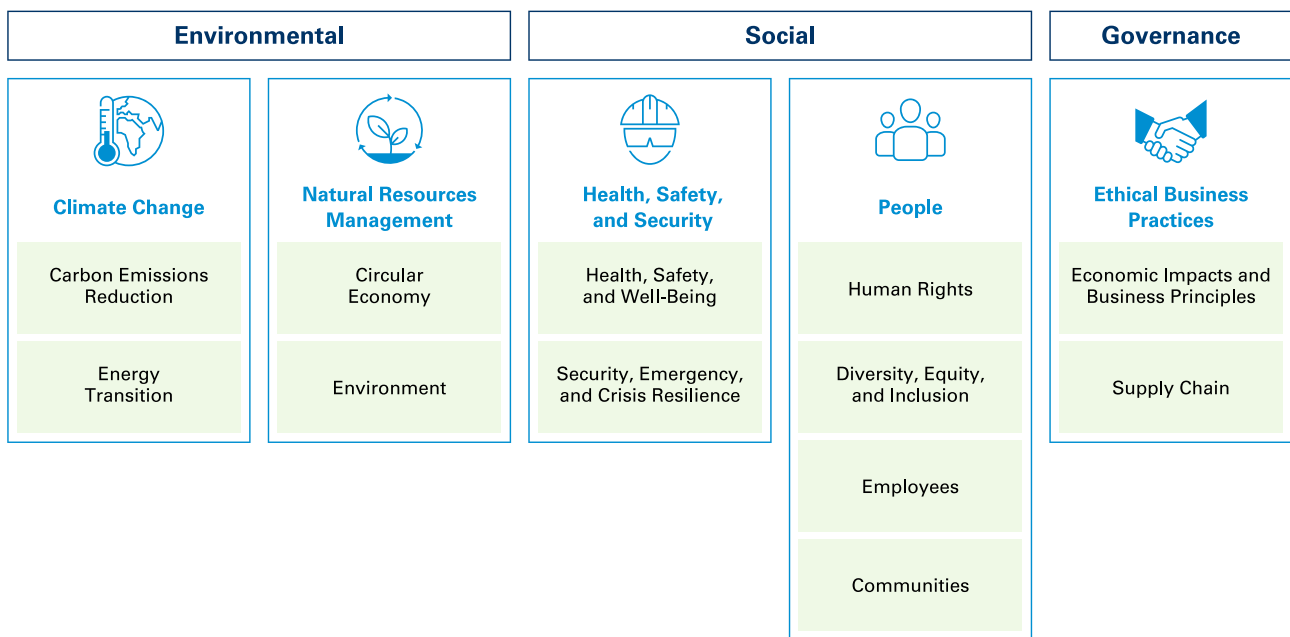 Environmental
Social
Governance
Climate Change
Natural Resources
Management
Health, Safety,
and Security
People
Ethical Business
Practices
Carbon Emissions
Reduction
Circular
Economy
Health, Safety,
and Well-Being
Human Rights
Economic Impacts and
Business Principles
Energy
Transition
Environment
Security, Emergency,
and Crisis Resilience
Diversity, Equity,
and Inclusion
Supply Chain
Employees
Communities